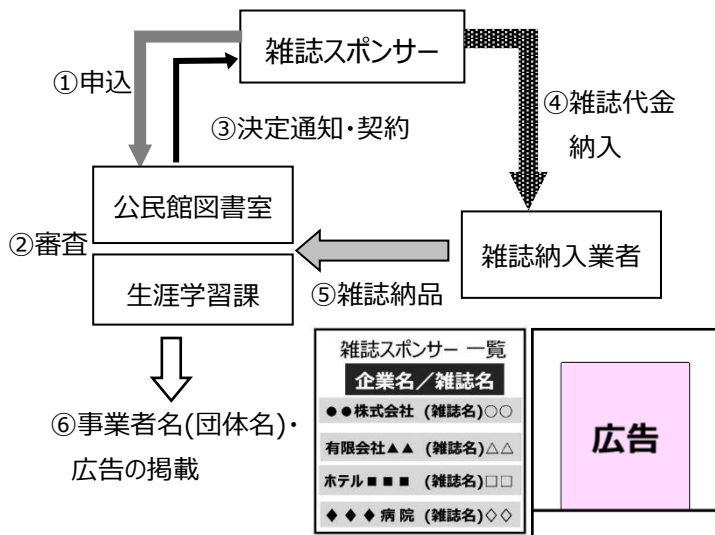 雑誌スポンサー
①申込
③決定通知・契約
④雑誌代金
納入
公民館図書室
②審査
生涯学習課
雑誌納入業者
⑤雑誌納品
⑥事業者名(団体名)・
広告の掲載
雑誌スポンサー 一覧
企業名／雑誌名
●●株式会社 (雑誌名)○○
有限会社▲▲ (雑誌名)△△
ホテル■■■ (雑誌名)□□
◆◆◆病院 (雑誌名)◇◇
広告